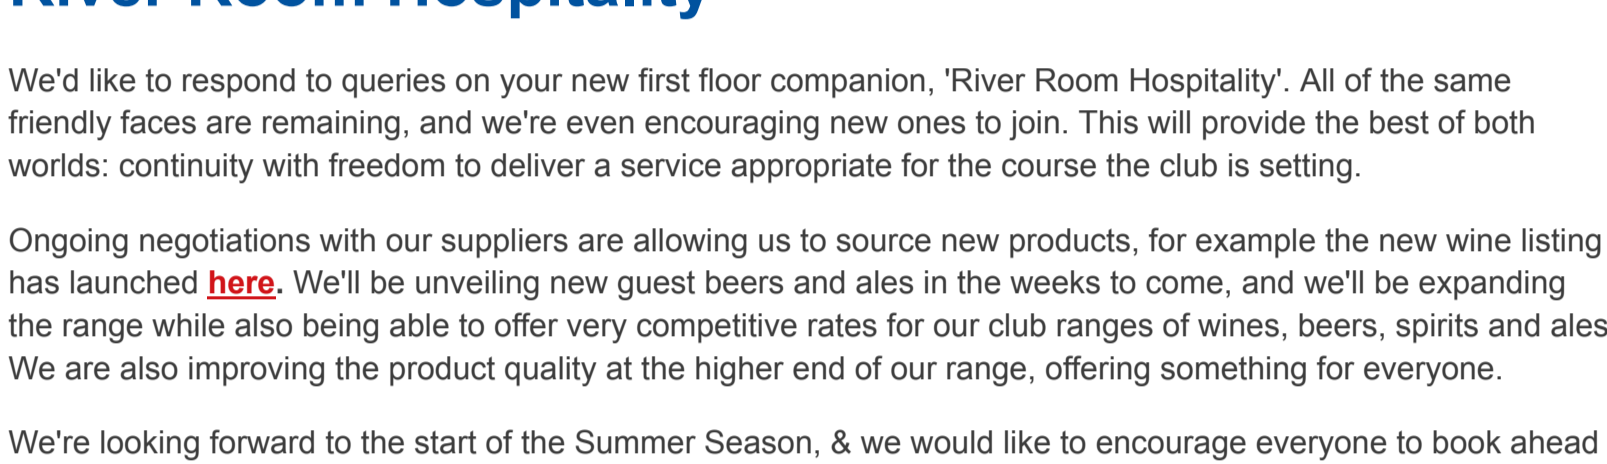 River Room Hospitality
We'd like to respond to queries on your new first floor companion, 'River Room Hospitality'. All of the same
friendly faces are remaining, and we're even encouraging new ones to join. This will provide the best of both
worlds: continuity with freedom to deliver a service appropriate for the course the club is setting.
Ongoing negotiations with our suppliers are allowing us to source new products, for example the new wine listing
has launched here. We'll be unveiling new guest beers and ales in the weeks to come, and we'll be expanding
the range while also being able to offer very competitive rates for our club ranges of wines, beers, spirits and ales
We are also improving the product quality at the higher end of our range, offering something for everyone.
We're looking forward to the start of the Summer Season, & we would like to encourage everyone to book ahead